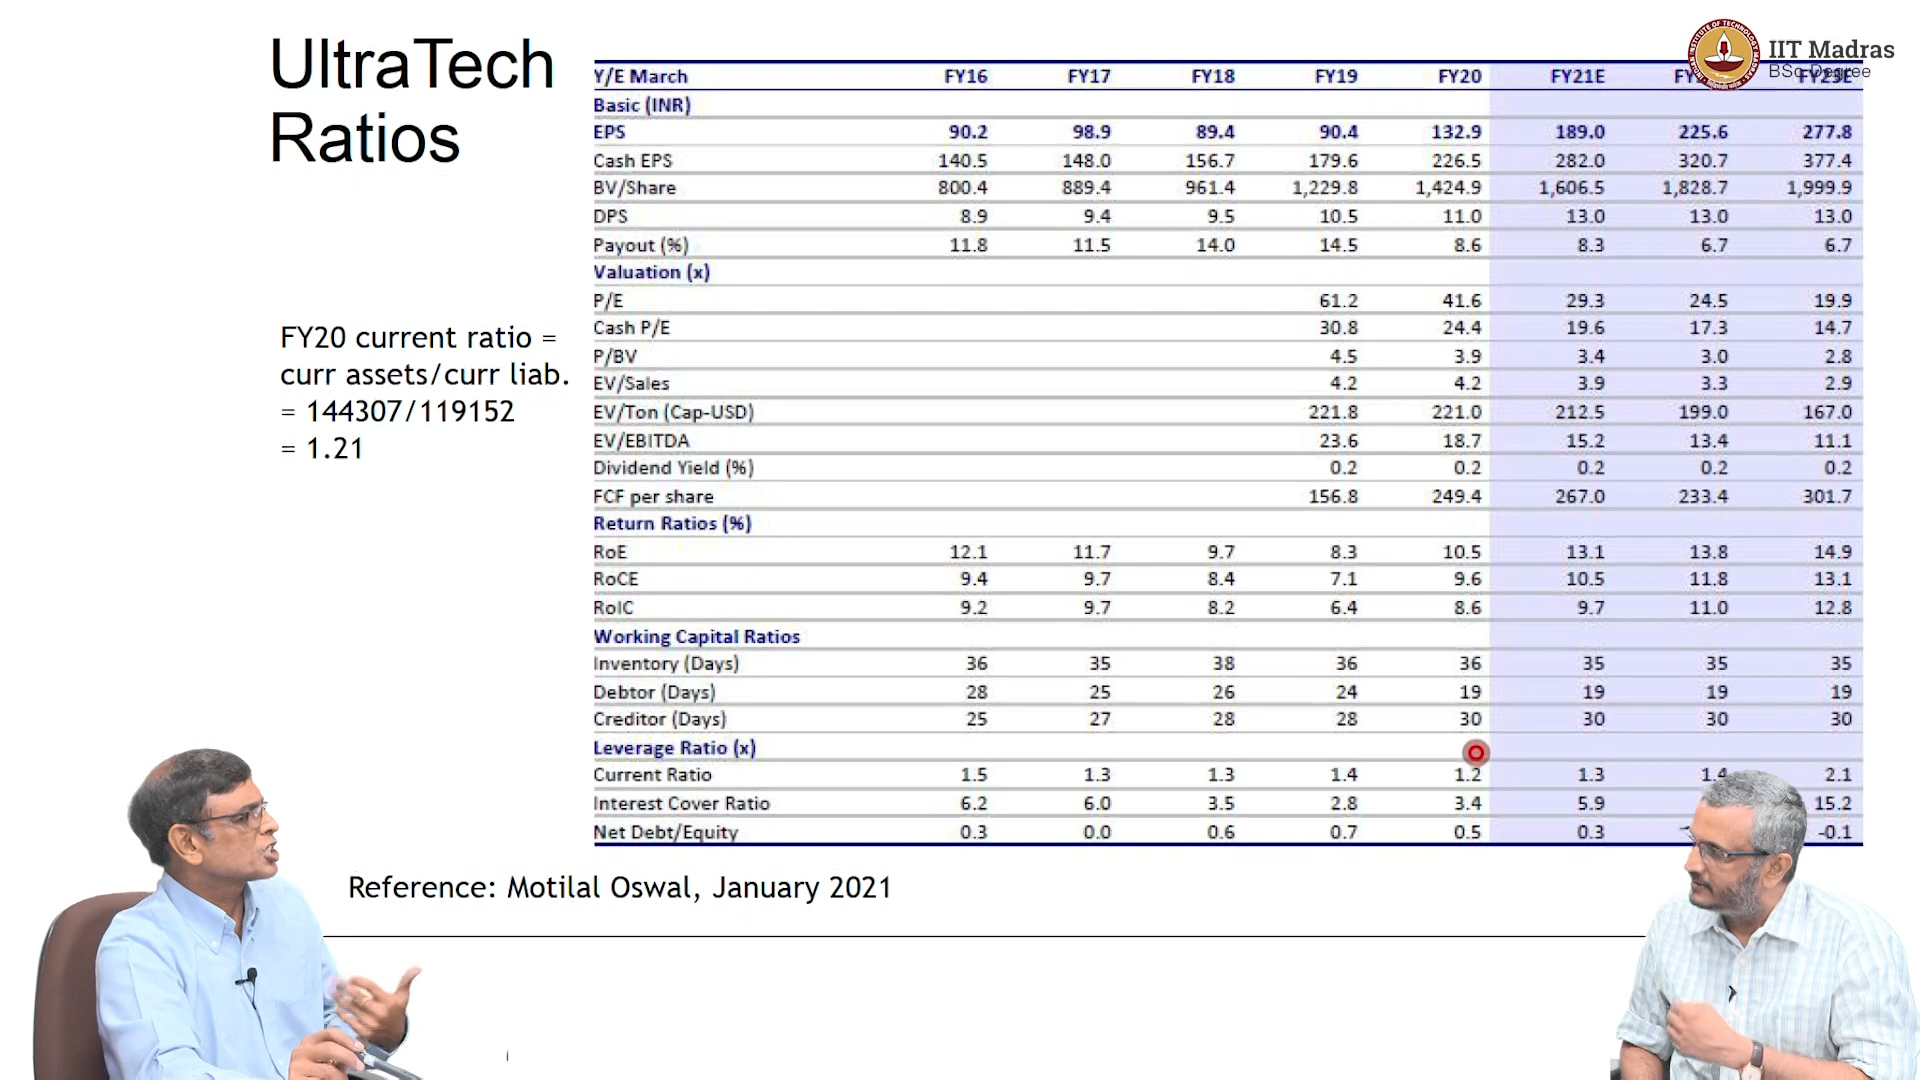 UltraTech
Ratios
IIT Madras
BSc Degree
FY20 current ratio =
curr assets/curr liab.
= 144307/119152
= 1.21
Y/E March FY16 FY17 FY18 FY19 FY20 FY21E FY23E
Basic (INR)
EPS 90.2 98.9 89.4 90.4 132.9 189.0 225.6 277.8
Cash EPS 140.5 148.0 156.7 179.6 226.5 282.0 320.7 377.4
BV/Share 800.4 889.4 961.4 1,229.8 1,424.9 1,606.5 1,828.7 1,999.9
DPS 8.9 9.4 9.5 10.5 11.0 13.0 13.0 13.0
Payout (%) 11.8 11.5 14.0 14.5 8.6 8.3 6.7 6.7
Valuation (x)
P/E 61.2 41.6 29.3 24.5 19.9
Cash P/E 30.8 24.4 19.6 17.3 14.7
P/BV 4.5 3.9 3.4 3.0 2.8
EV/Sales 4.2 4.2 3.9 3.3 2.9
EV/Ton (Cap-USD) 221.8 221.0 212.5 199.0 167.0
EV/EBITDA 23.6 18.7 15.2 13.4 11.1
Dividend Yield (%) 0.2 0.2 0.2 0.2 0.2
FCF per share 156.8 249.4 267.0 233.4 301.7
Return Ratios (%)
RoE 12.1 11.7 9.7 8.3 10.5 13.1 13.8 14.9
RoCE 9.4 9.7 8.4 7.1 9.6 10.5 11.8 13.1
RoIC 9.2 9.7 8.2 6.4 8.6 9.7 11.0 12.8
Working Capital Ratios
Inventory (Days) 36 35 38 36 36 35 35 35
Debtor (Days) 28 25 26 24 19 19 19 19
Creditor (Days) 25 27 28 28 30 30 30 30
Leverage Ratio (x)
Current Ratio 1.5 1.3 1.3 1.4 1.2 1.3 1.4 2.1
Interest Cover Ratio 6.2 6.0 3.5 2.8 3.4 5.9 15.2
Net Debt/Equity 0.3 0.0 0.6 0.7 0.5 0.3 -0.1
Reference: Motilal Oswal, January 2021